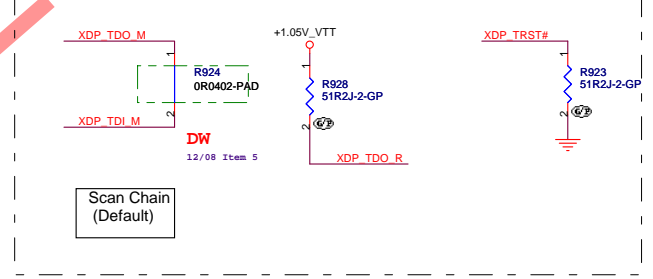 XDP_TDO_M
1
R924
0R0402-PAD
2
XDP_TDI_M
DW
12/08 Item 5
+1.05V_VTT
1
R928
51R2J-2-GP
2
G/P
XDP_TDO_R
XDP_TRST#
1
R923
51R2J-2-GP
2
G/P
Scan Chain
(Default)